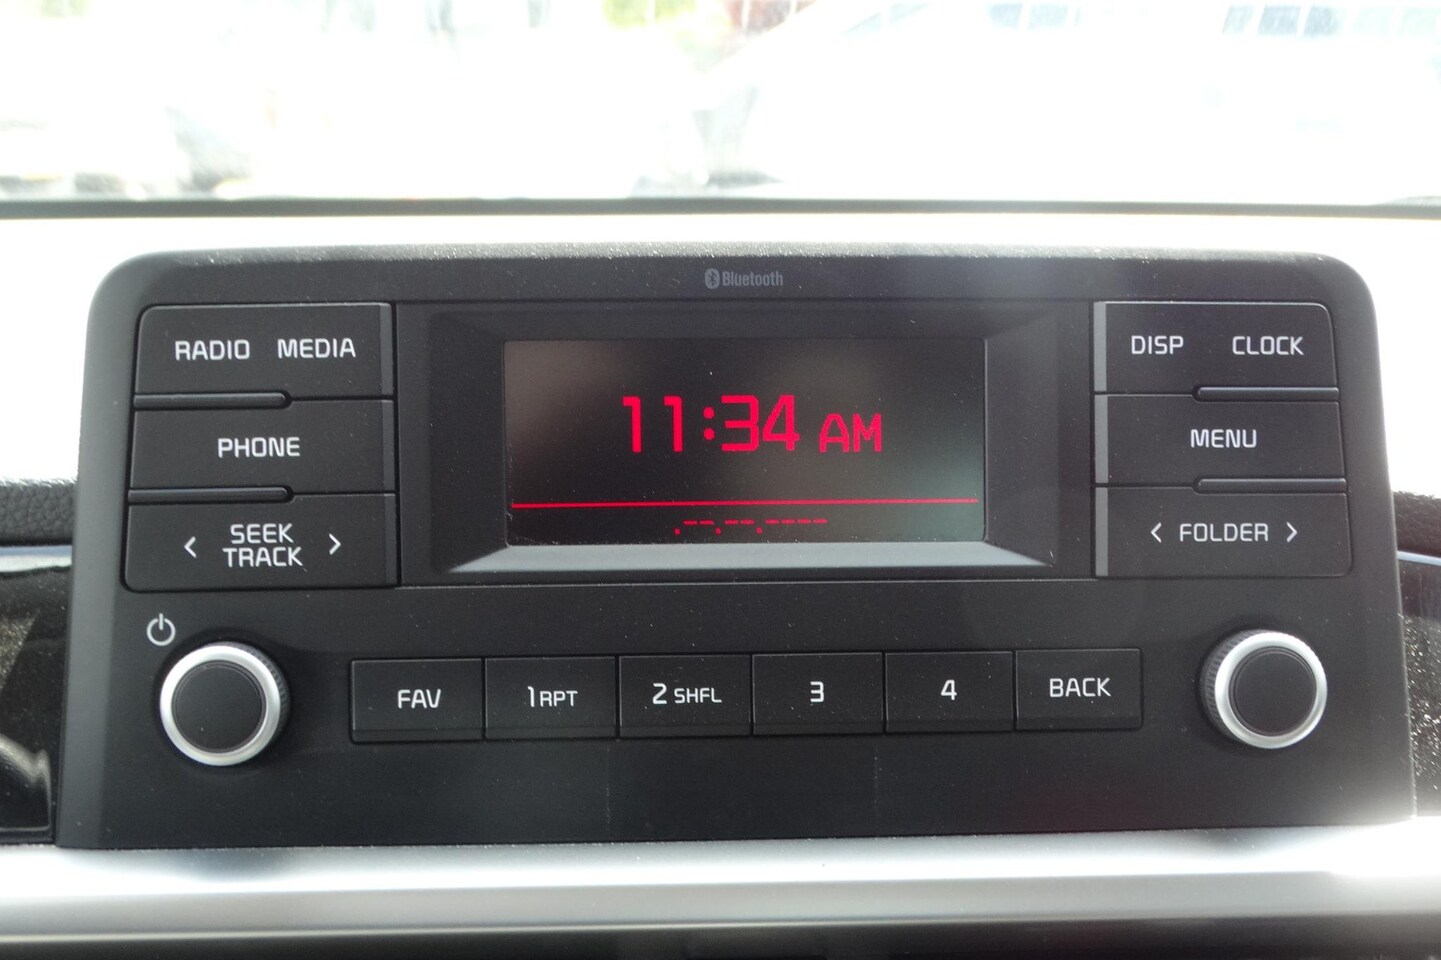 Bluetooth
RADIO MEDIA
PHONE
< SEEK TRACK >
11:34 AM
DISP CLOCK
MENU
< FOLDER >
FAV
1 RPT
2 SHFL
3
4
BACK